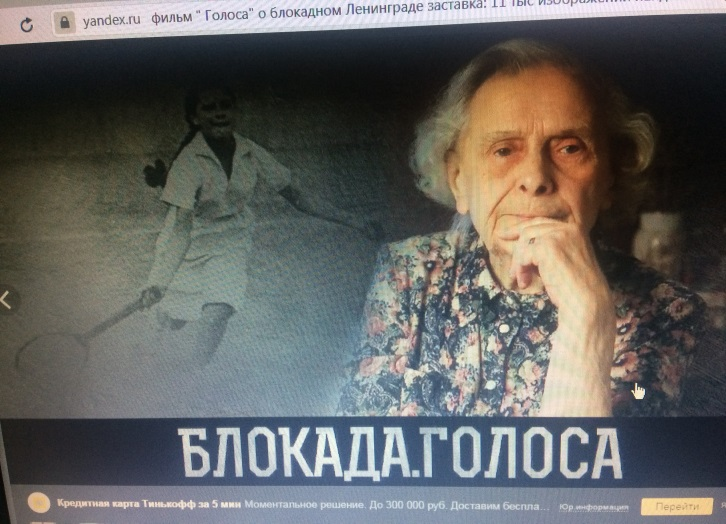 yandex.ru фильм " Голоса" о блокадном Ленинграде заставка: 11 тыс
БЛОКАДА.ГОЛОСА
Кредитная карта Тинькофф за 5 мин Моментальное решение. До 300 000 руб. Доставим беспла... Юр.информация Перейти